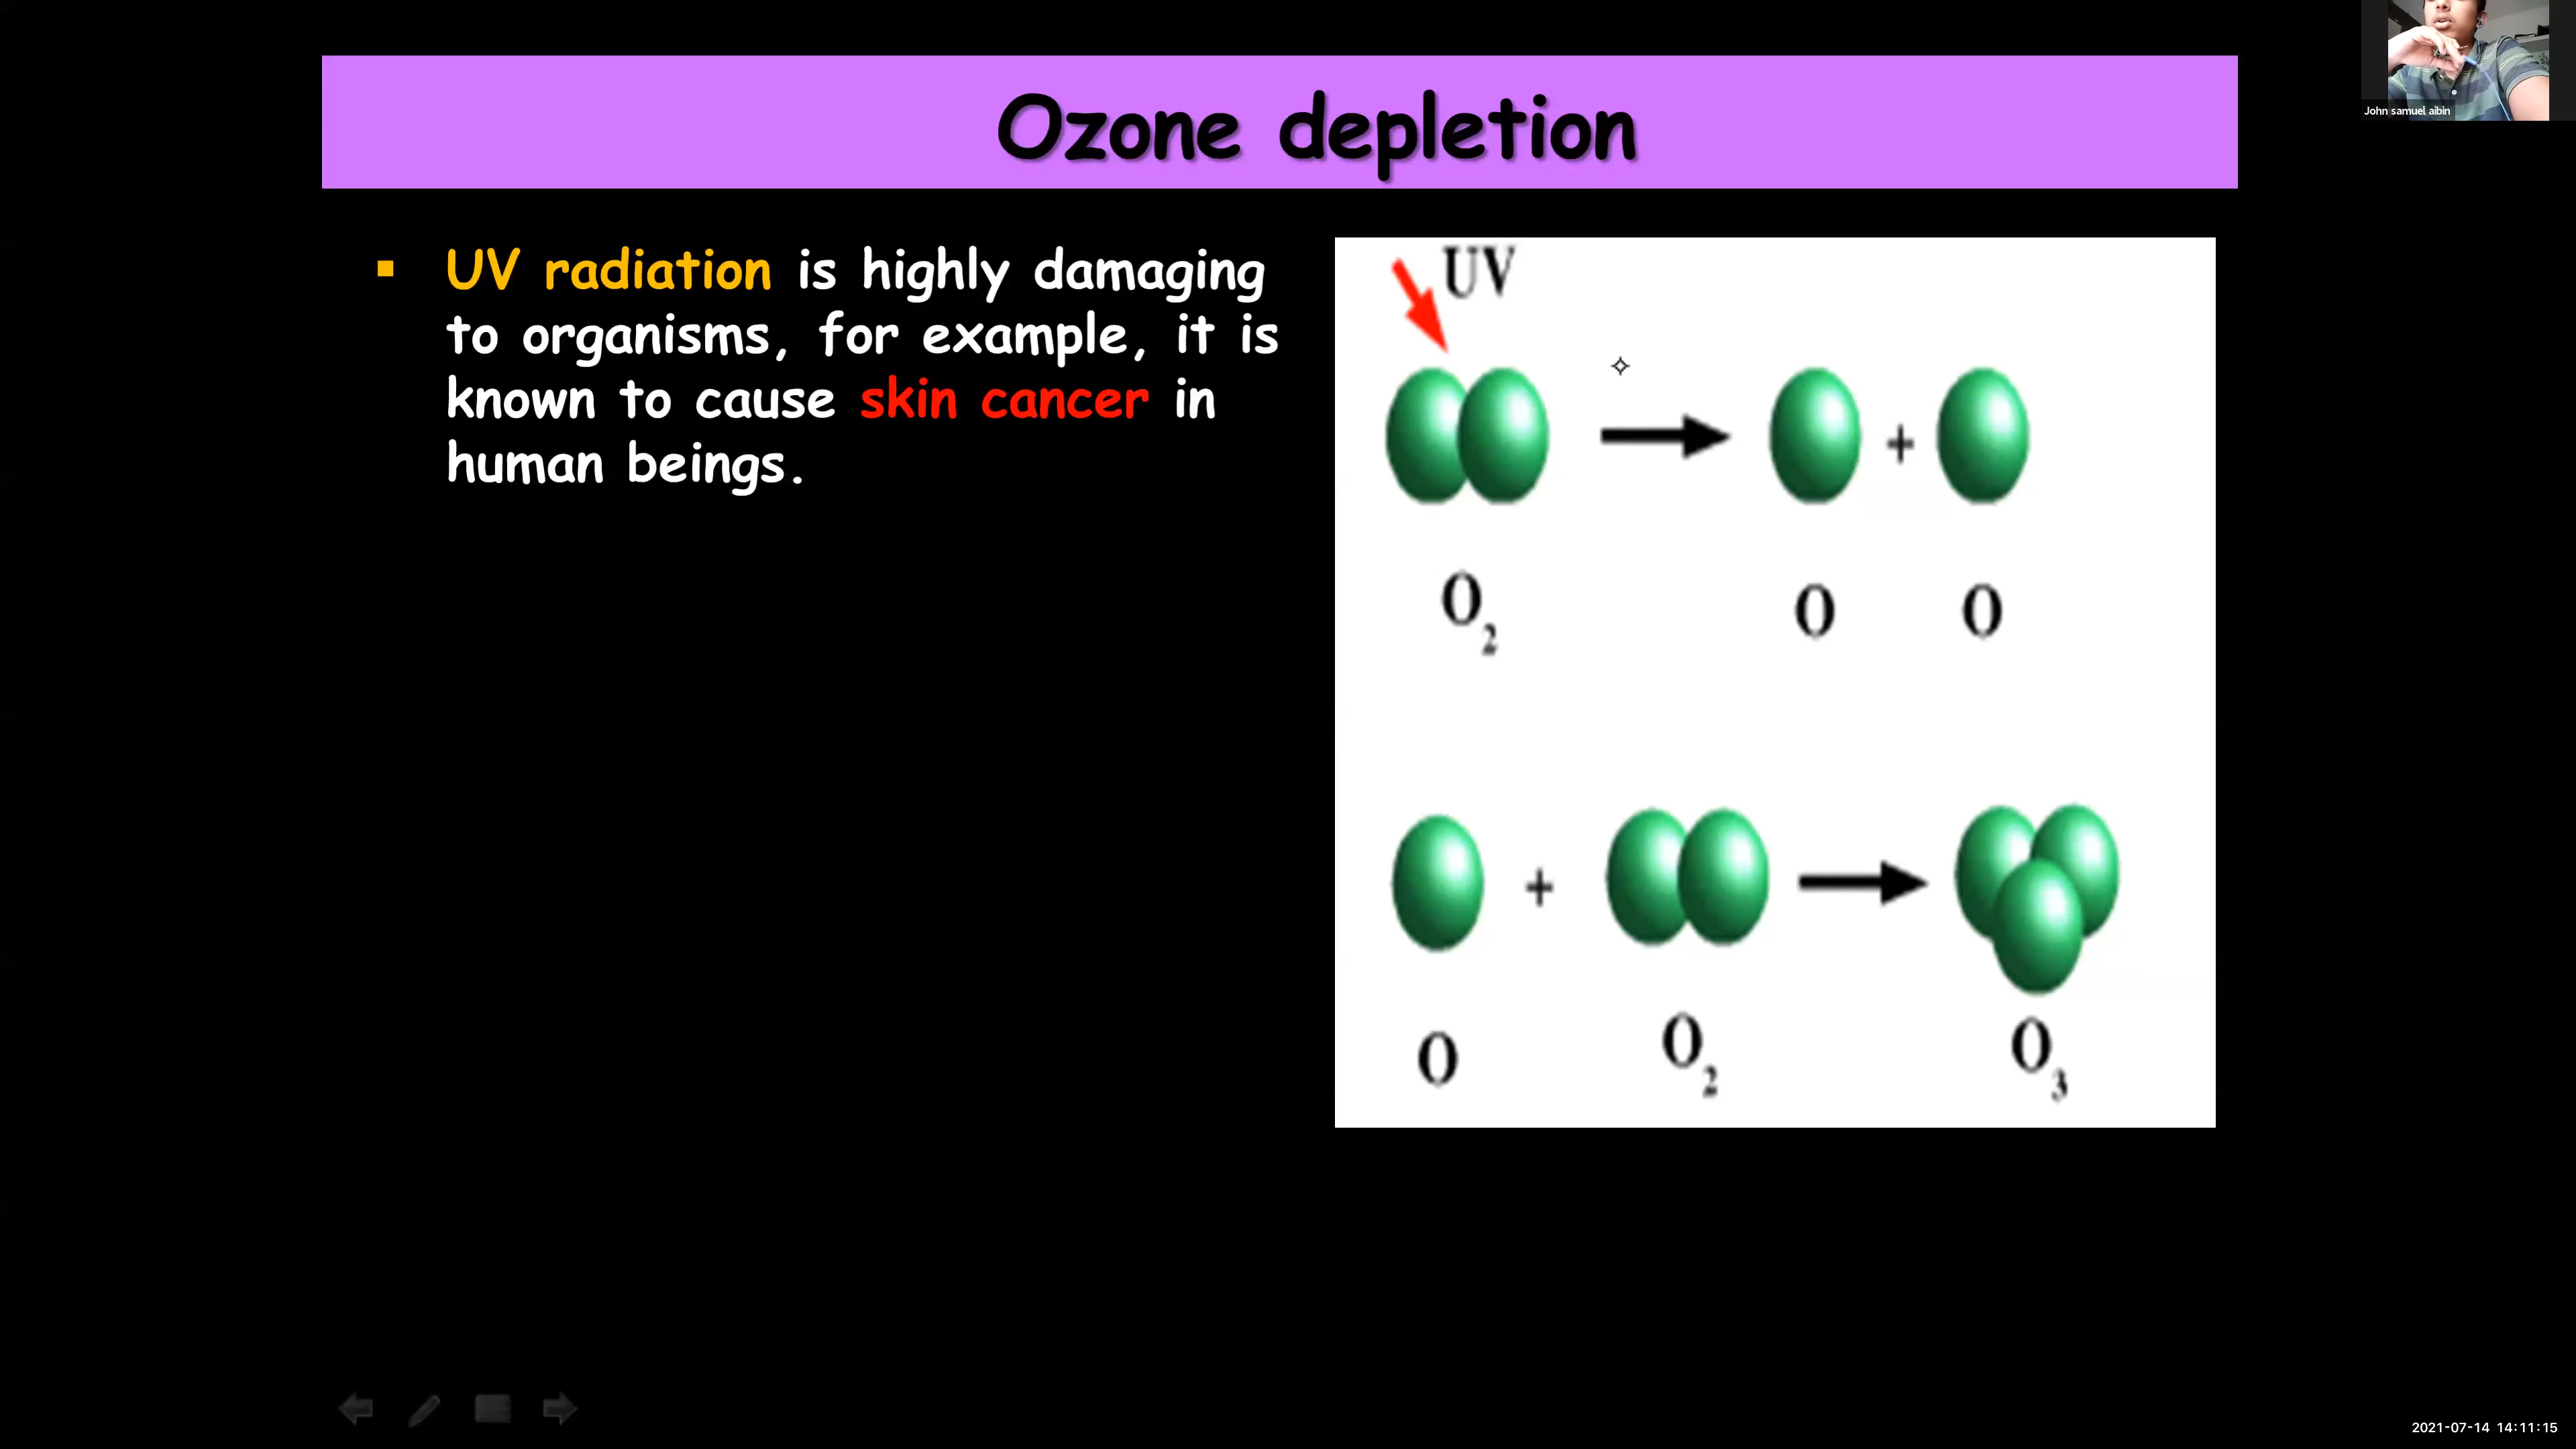 John samuel aibin
Ozone depletion
UV radiation is highly damaging
to organisms, for example, it is
known to cause skin cancer in
human beings.
UV
+
O₂ O O
+
O O₂ O₃
2021-07-14 14:11:15